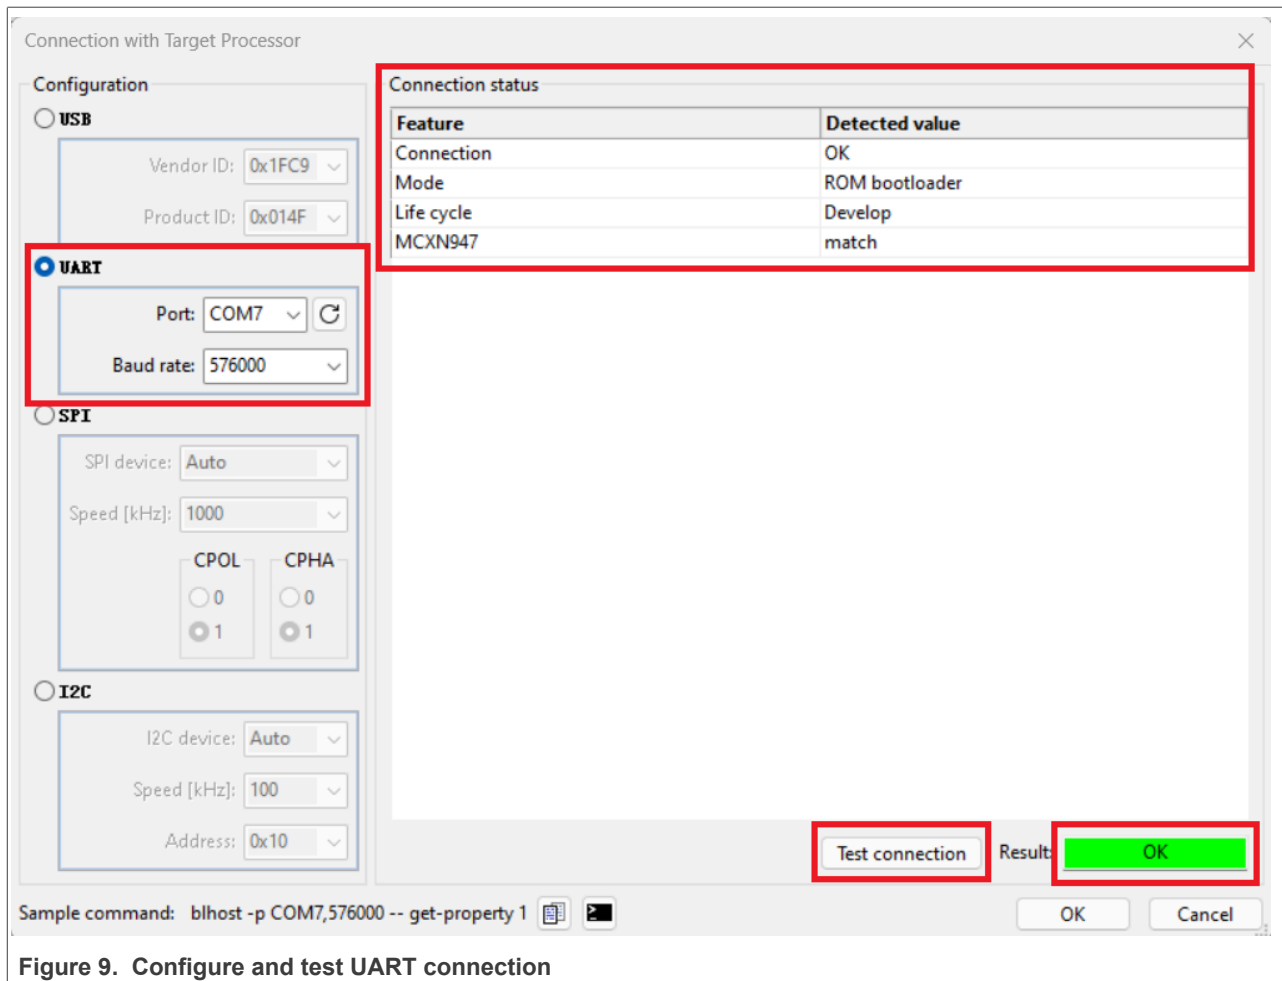 Connection with Target Processor
Configuration
USB
Vendor ID: 0x1FC9
Product ID: 0x014F
UART
Port: COM7
Baud rate: 576000
SPI
SPI device: Auto
Speed [kHz]: 1000
CPOL CPHA
0 0
1 1
I2C
I2C device: Auto
Speed [kHz]: 100
Address: 0x10
Connection status
Feature Detected value
Connection OK
Mode ROM bootloader
Life cycle Develop
MCXN947 match
Test connection Result: OK
Sample command: blhost -p COM7,576000 -- get-property 1
OK Cancel
Figure 9. Configure and test UART connection